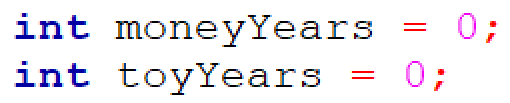 int moneyYears = 0;
int toyYears = 0;